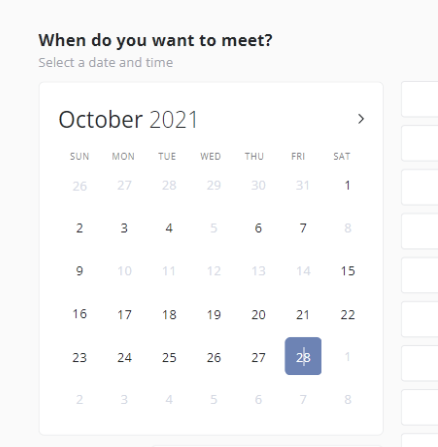 When do you want to meet?
Select a date and time
October 2021
SUN MON TUE WED THU FRI SAT
26 27 28 29 30 31 1
2 3 4 5 6 7 8
9 10 11 12 13 14 15
16 17 18 19 20 21 22
23 24 25 26 27 28 1
2 3 4 5 6 7 8